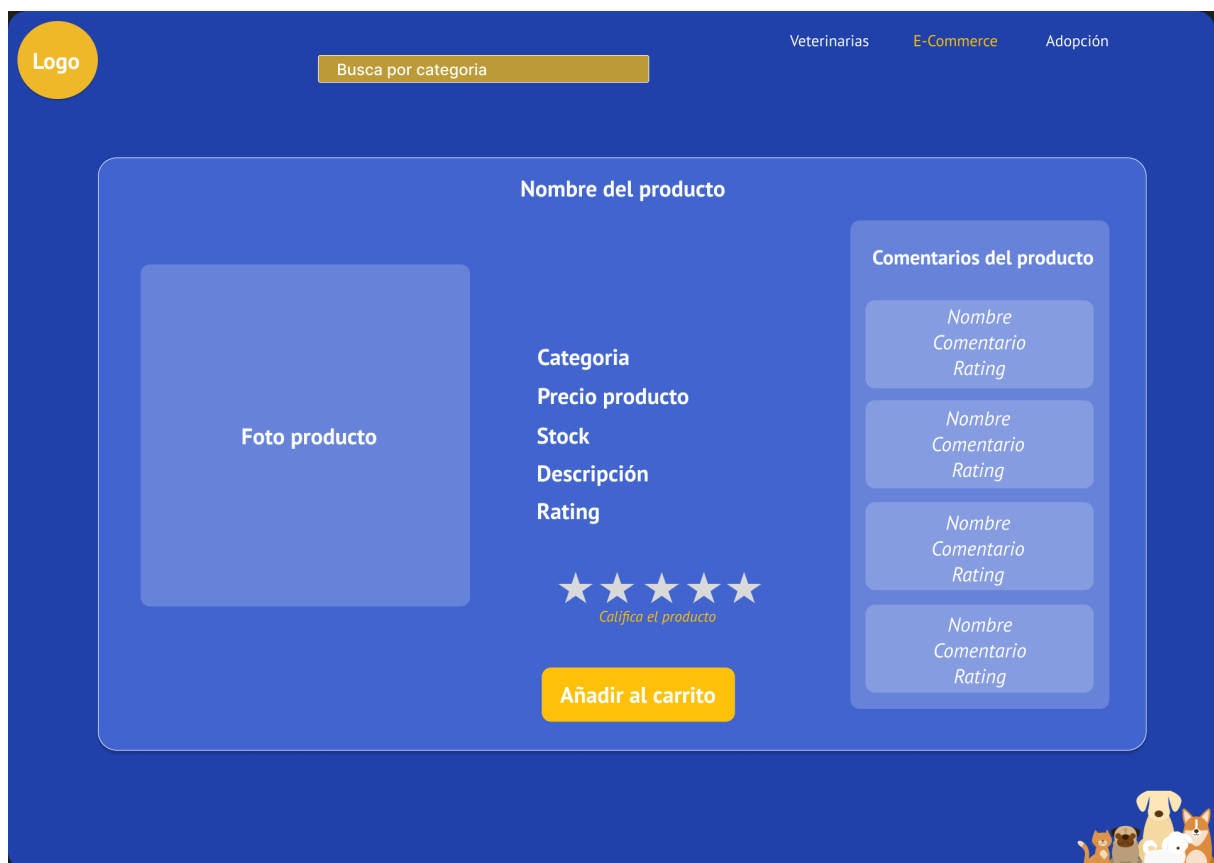 Logo
Busca por categoria
Veterinarias
E-Commerce
Adopción
Nombre del producto
Foto producto
Categoria
Precio producto
Stock
Descripción
Rating
Califica el producto
Añadir al carrito
Comentarios del producto
Nombre
Comentario
Rating
Nombre
Comentario
Rating
Nombre
Comentario
Rating
Nombre
Comentario
Rating